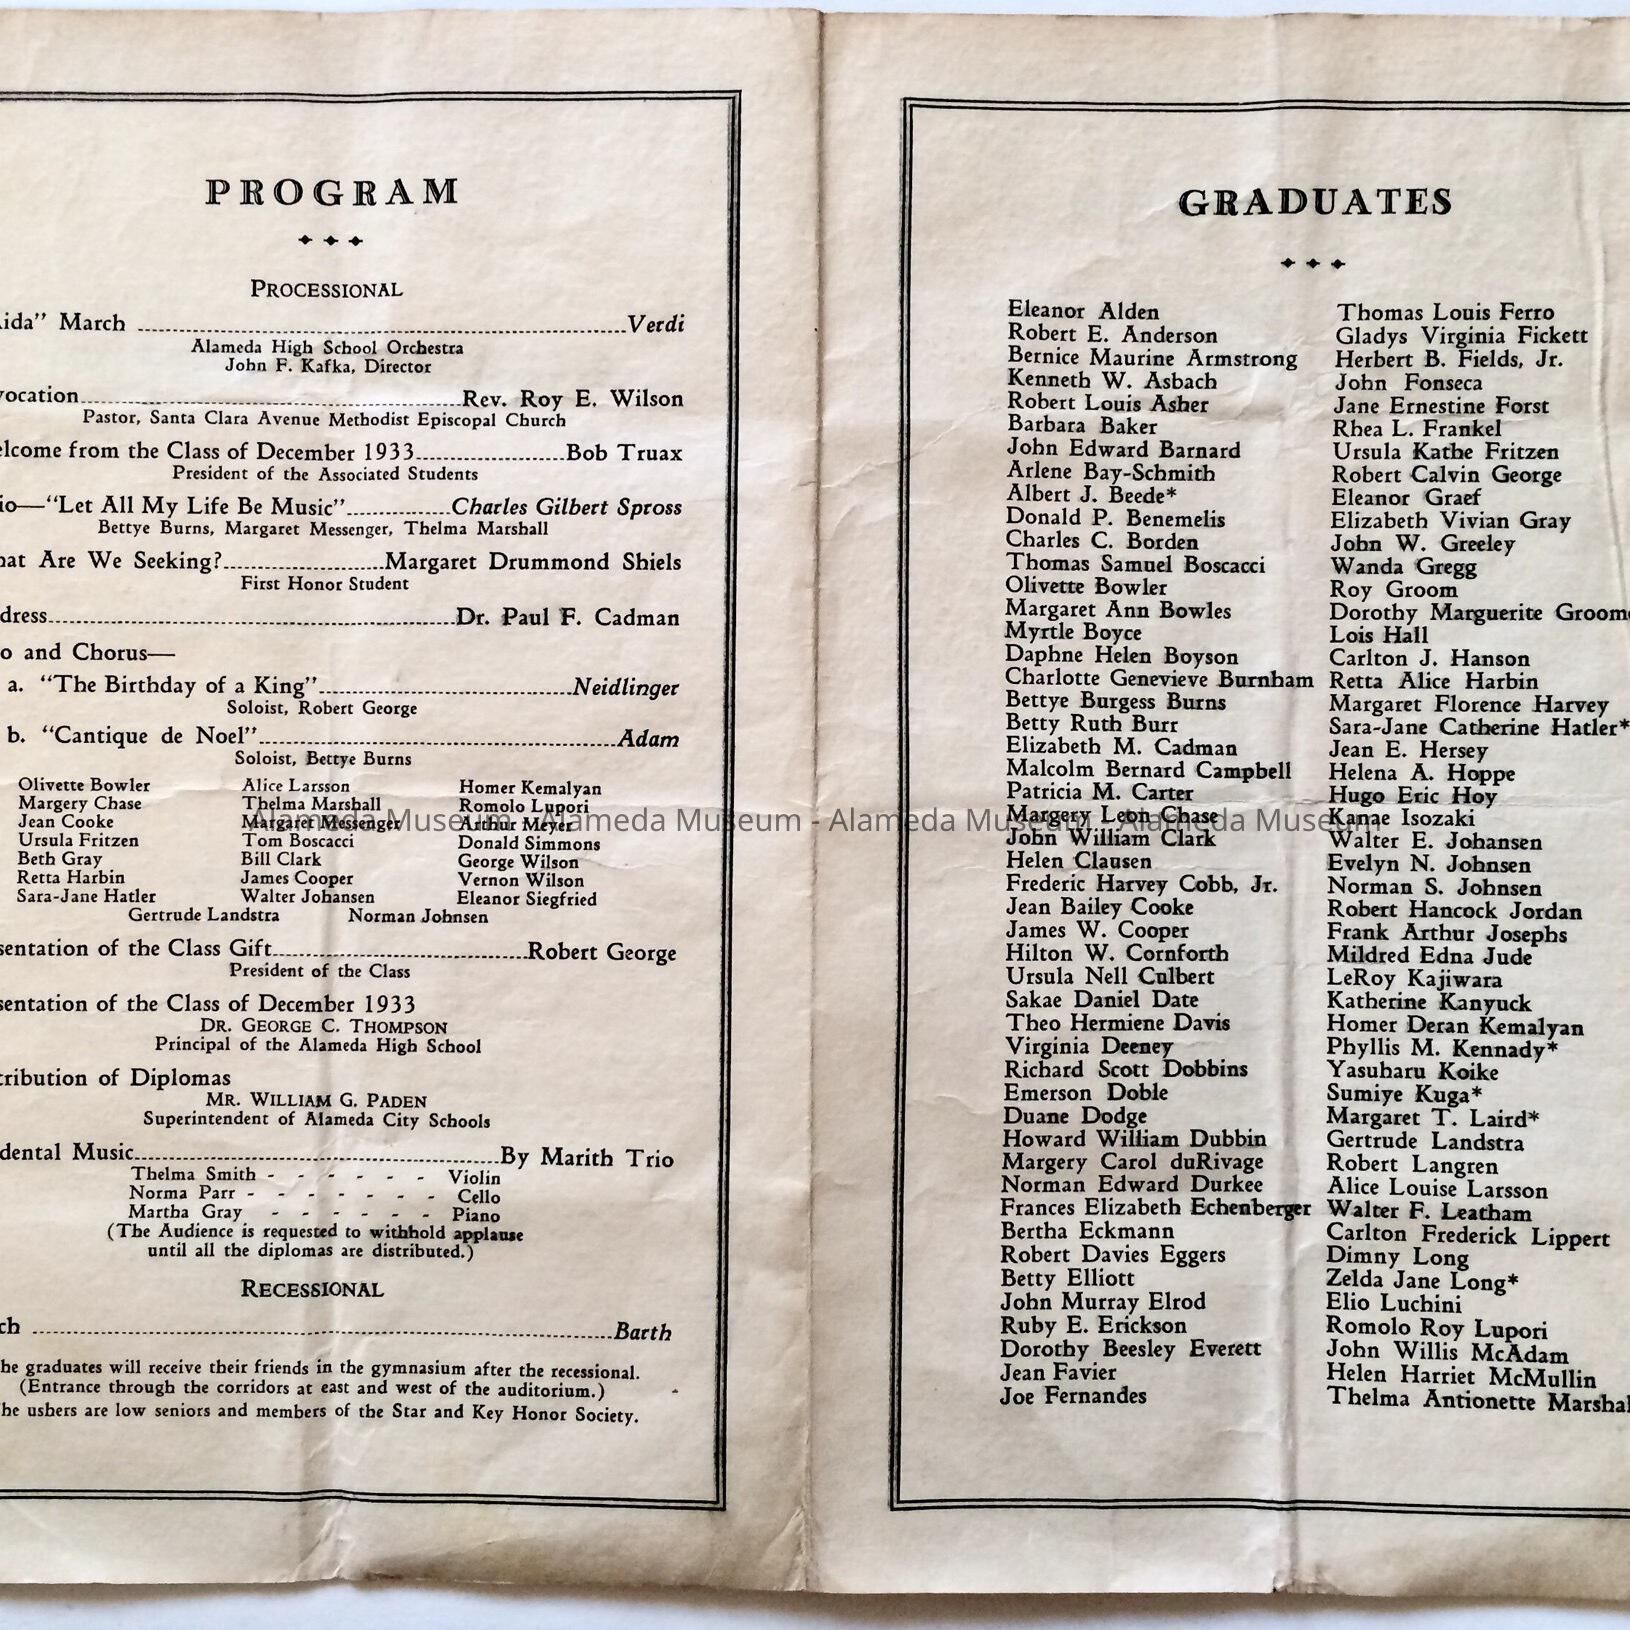 PROGRAM
PROCESSIONAL
ida" March Verdi
Alameda High School Orchestra
John F. Kafka, Director
vocation Rev. Roy E. Wilson
Pastor, Santa Clara Avenue Methodist Episcopal Church
elcome from the Class of December 1933 Bob Truax
President of the Associated Students
io—"Let All My Life Be Music" Charles Gilbert Spross
Bettye Burns, Margaret Messenger, Thelma Marshall
hat Are We Seeking? Margaret Drummond Shiels
First Honor Student
dress Dr. Paul F. Cadman
o and Chorus—
a. "The Birthday of a King" Neidlinger
Soloist, Robert George
b. "Cantique de Noel" Adam
Soloist, Bettye Burns
Olivette Bowler Alice Larsson Homer Kemalyan
Margery Chase Thelma Marshall Romolo Lupori
Jean Cooke Margaret Messenger Arthur Meyer
Ursula Fritzen Tom Boscacci Donald Simmons
Beth Gray Bill Clark George Wilson
Retta Harbin James Cooper Vernon Wilson
Sara-Jane Hatler Walter Johansen Eleanor Siegfried
Gertrude Landstra Norman Johnsen
sentation of the Class Gift Robert George
President of the Class
sentation of the Class of December 1933
DR. GEORGE C. THOMPSON
Principal of the Alameda High School
tribution of Diplomas
MR. WILLIAM G. PADEN
Superintendent of Alameda City Schools
dental Music By Marith Trio
Thelma Smith - - - - - - Violin
Norma Parr - - - - - - - Cello
Martha Gray - - - - - - Piano
(The Audience is requested to withhold applause
until all the diplomas are distributed.)
RECESSIONAL
ch Barth
he graduates will receive their friends in the gymnasium after the recessional.
(Entrance through the corridors at east and west of the auditorium.)
he ushers are low seniors and members of the Star and Key Honor Society.
GRADUATES
Eleanor Alden
Robert E. Anderson
Bernice Maurine Armstrong
Kenneth W. Asbach
Robert Louis Asher
Barbara Baker
John Edward Barnard
Arlene Bay-Schmith
Albert J. Beede*
Donald P. Benemelis
Charles C. Borden
Thomas Samuel Boscacci
Olivette Bowler
Margaret Ann Bowles
Myrtle Boyce
Daphne Helen Boyson
Charlotte Genevieve Burnham
Bettye Burgess Burns
Betty Ruth Burr
Elizabeth M. Cadman
Malcolm Bernard Campbell
Patricia M. Carter
Margery Leon Chase
John William Clark
Helen Clausen
Frederic Harvey Cobb, Jr.
Jean Bailey Cooke
James W. Cooper
Hilton W. Cornforth
Ursula Nell Culbert
Sakae Daniel Date
Theo Hermiene Davis
Virginia Deeney
Richard Scott Dobbins
Emerson Doble
Duane Dodge
Howard William Dubbin
Margery Carol duRivage
Norman Edward Durkee
Frances Elizabeth Echenberger
Bertha Eckmann
Robert Davies Eggers
Betty Elliott
John Murray Elrod
Ruby E. Erickson
Dorothy Beesley Everett
Jean Favier
Joe Fernandes
Thomas Louis Ferro
Gladys Virginia Fickett
Herbert B. Fields, Jr.
John Fonseca
Jane Ernestine Forst
Rhea L. Frankel
Ursula Kathe Fritzen
Robert Calvin George
Eleanor Graef
Elizabeth Vivian Gray
John W. Greeley
Wanda Gregg
Roy Groom
Dorothy Marguerite Groom
Lois Hall
Carlton J. Hanson
Retta Alice Harbin
Margaret Florence Harvey
Sara-Jane Catherine Hatler*
Jean E. Hersey
Helena A. Hoppe
Hugo Eric Hoy
Kanae Isozaki
Walter E. Johansen
Evelyn N. Johnsen
Norman S. Johnsen
Robert Hancock Jordan
Frank Arthur Josephs
Mildred Edna Jude
LeRoy Kajiwara
Katherine Kanyuck
Homer Deran Kemalyan
Phyllis M. Kennady*
Yasuharu Koike
Sumiye Kuga*
Margaret T. Laird*
Gertrude Landstra
Robert Langren
Alice Louise Larsson
Walter F. Leatham
Carlton Frederick Lippert
Dimny Long
Zelda Jane Long*
Elio Luchini
Romolo Roy Lupori
John Willis McAdam
Helen Harriet McMullin
Thelma Antionette Marshal
Alameda Museum - Alameda Museum - Alameda Museum - Alameda Museum